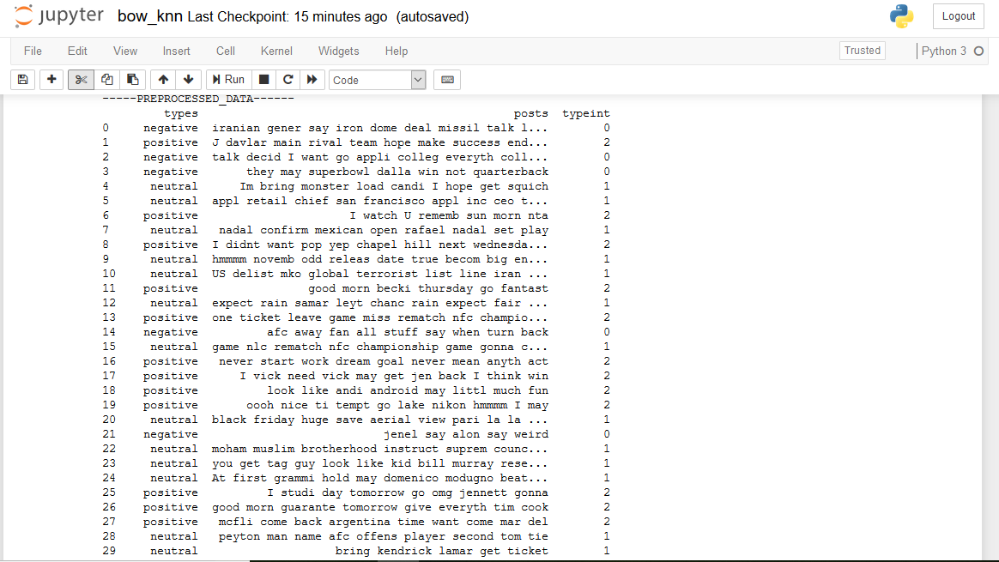 jupyter bow_knn Last Checkpoint: 15 minutes ago (autosaved)
Logout
File Edit View Insert Cell Kernel Widgets Help
Trusted
Python 3
Run
Code
-----PREPROCESSED_DATA------
types posts typeint
0 negative iranian gener say iron dome deal missil talk l... 0
1 positive J davlar main rival team hope make success end... 2
2 negative talk decid I want go appli colleg everyth coll... 0
3 negative they may superbowl dalla win not quarterback 0
4 neutral Im bring monster load candi I hope get squich 1
5 neutral appl retail chief san francisco appl inc ceo t... 1
6 positive I watch U rememb sun morn nta 2
7 neutral nadal confirm mexican open rafael nadal set play 1
8 positive I didnt want pop yep chapel hill next wednesda... 2
9 neutral hmmmm novemb odd releas date true becom big en... 1
10 neutral US delist mko global terrorist list line iran ... 1
11 positive good morn becki thursday go fantast 2
12 neutral expect rain samar leyt chanc rain expect fair ... 1
13 positive one ticket leave game miss rematch nfc champio... 2
14 negative afc away fan all stuff say when turn back 0
15 neutral game nlc rematch nfc championship game gonna c... 1
16 positive never start work dream goal never mean anyth act 2
17 positive I vick need vick may get jen back I think win 2
18 positive look like andi android may littl much fun 2
19 positive oooh nice ti tempt go lake nikon hmmmm I may 2
20 neutral black friday huge save aerial view pari la la ... 1
21 negative jenel say alon say weird 0
22 neutral moham muslim brotherhood instruct suprem counc... 1
23 neutral you get tag guy look like kid bill murray rese... 1
24 neutral At first grammi hold may domenico modugno beat... 1
25 positive I studi day tomorrow go omg jennett gonna 2
26 positive good morn guarante tomorrow give everyth tim cook 2
27 positive mcfli come back argentina time want come mar del 2
28 neutral peyton man name afc offens player second tom tie 1
29 neutral bring kendrick lamar get ticket 1